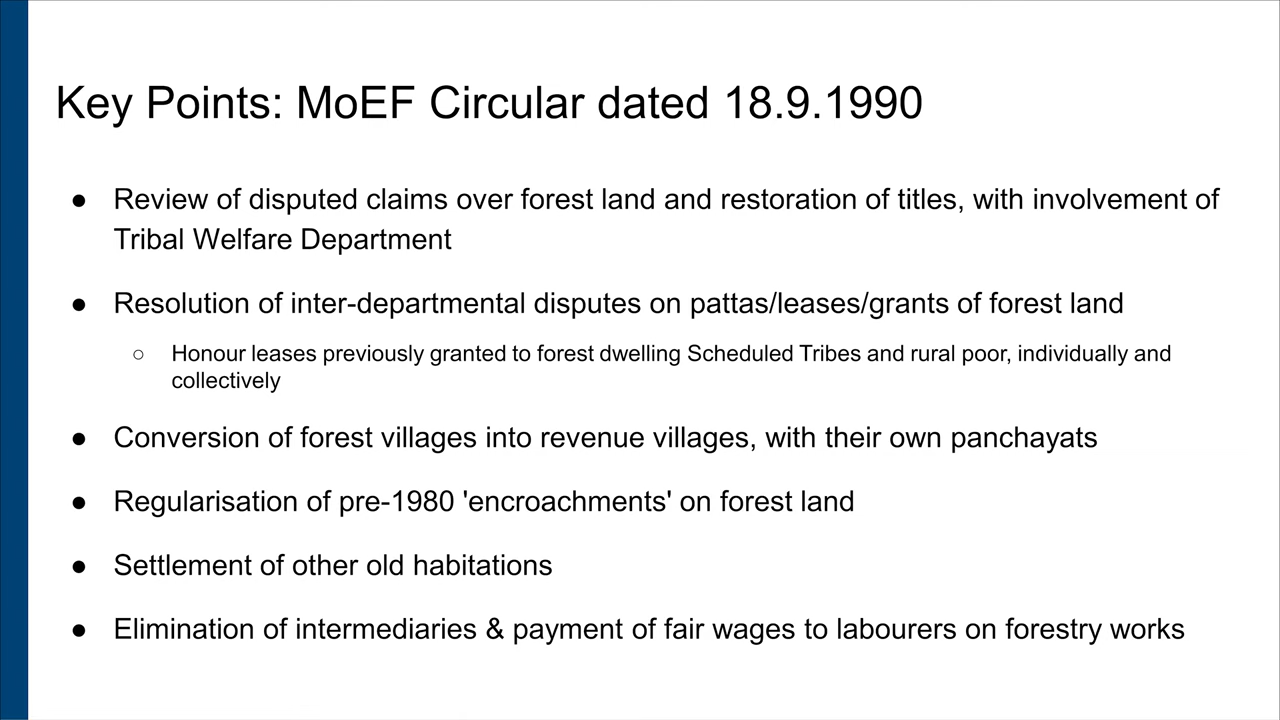 Key Points: MoEF Circular dated 18.9.1990
● Review of disputed claims over forest land and restoration of titles, with involvement of
Tribal Welfare Department
● Resolution of inter-departmental disputes on pattas/leases/grants of forest land
○ Honour leases previously granted to forest dwelling Scheduled Tribes and rural poor, individually and
collectively
● Conversion of forest villages into revenue villages, with their own panchayats
● Regularisation of pre-1980 'encroachments' on forest land
● Settlement of other old habitations
● Elimination of intermediaries & payment of fair wages to labourers on forestry works